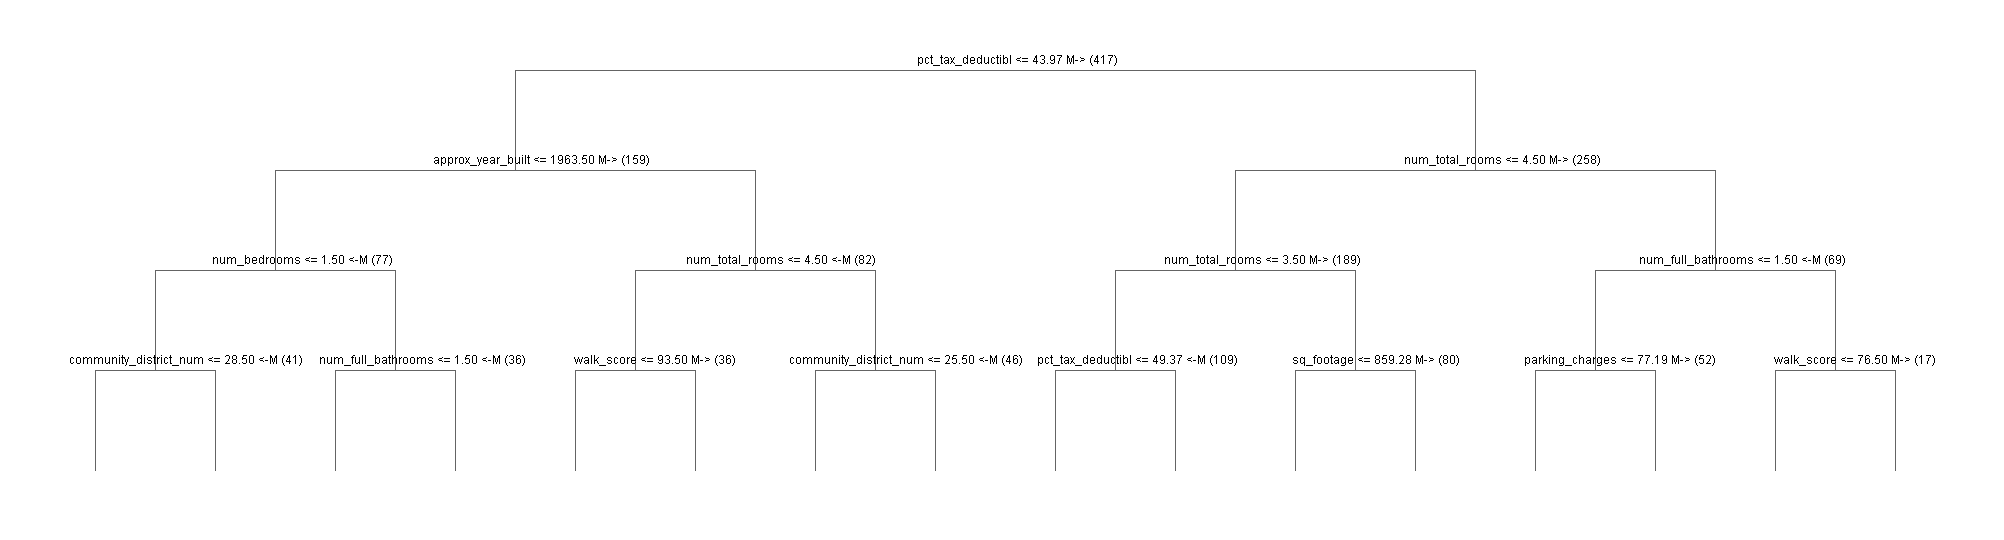 pct_tax_deductibl <= 43.97 M-> (417)
approx_year_built <= 1963.50 M-> (159)
num_total_rooms <= 4.50 M-> (258)
num_bedrooms <= 1.50 <-M (77)
num_total_rooms <= 4.50 <-M (82)
num_total_rooms <= 3.50 M-> (189)
num_full_bathrooms <= 1.50 <-M (69)
community_district_num <= 28.50 <-M (41)
num_full_bathrooms <= 1.50 <-M (36)
walk_score <= 93.50 M-> (36)
community_district_num <= 25.50 <-M (46)
pct_tax_deductibl <= 49.37 <-M (109)
sq_footage <= 859.28 M-> (80)
parking_charges <= 77.19 M-> (52)
walk_score <= 76.50 M-> (17)